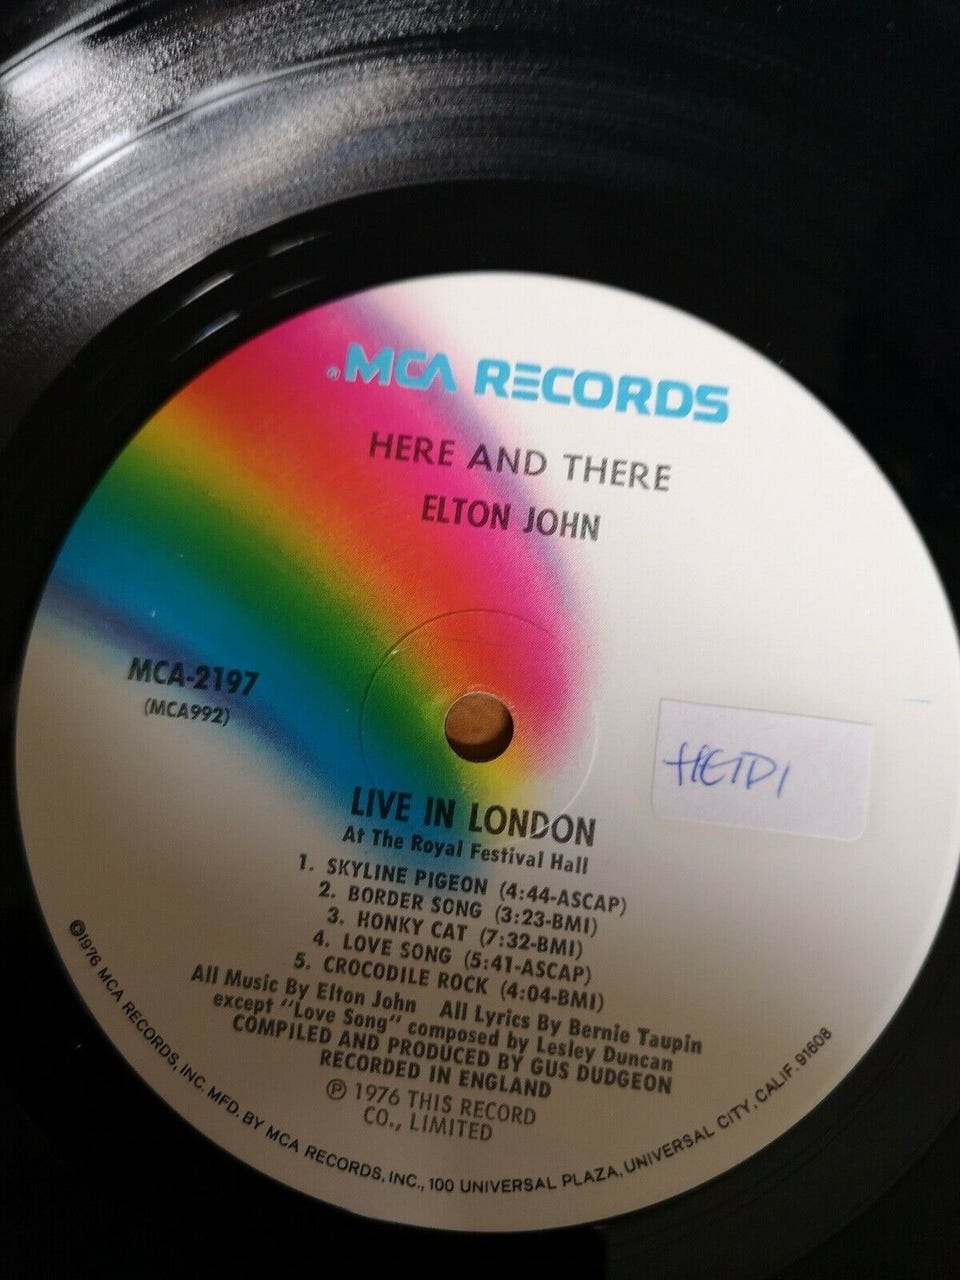 ® MCA RECORDS
HERE AND THERE
ELTON JOHN
MCA-2197
(MCA992)
HEIDI
LIVE IN LONDON
At The Royal Festival Hall
1. SKYLINE PIGEON (4:44-ASCAP)
2. BORDER SONG (3:23-BMI)
3. HONKY CAT (7:32-BMI)
4. LOVE SONG (5:41-ASCAP)
5. CROCODILE ROCK (4:04-BMI)
All Music By Elton John All Lyrics By Bernie Taupin
except "Love Song" composed by Lesley Duncan
COMPILED AND PRODUCED BY GUS DUDGEON
RECORDED IN ENGLAND
℗ 1976 THIS RECORD
CO., LIMITED
©1976 MCA RECORDS, INC. MFD. BY MCA RECORDS, INC., 100 UNIVERSAL PLAZA, UNIVERSAL CITY, CALIF. 91608